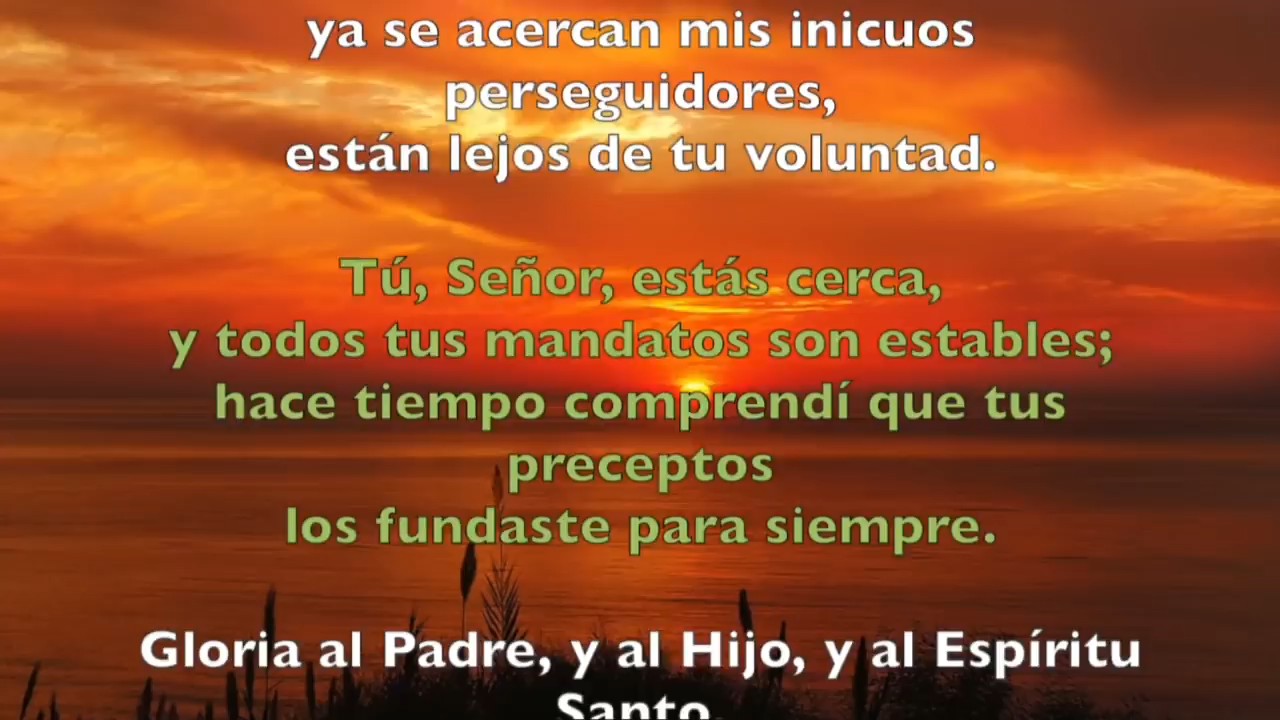 ya se acercan mis inicuos
perseguidores,
están lejos de tu voluntad.
Tú, Señor, estás cerca,
y todos tus mandatos son estables;
hace tiempo comprendí que tus
preceptos
los fundaste para siempre.
Gloria al Padre, y al Hijo, y al Espíritu
Santo.